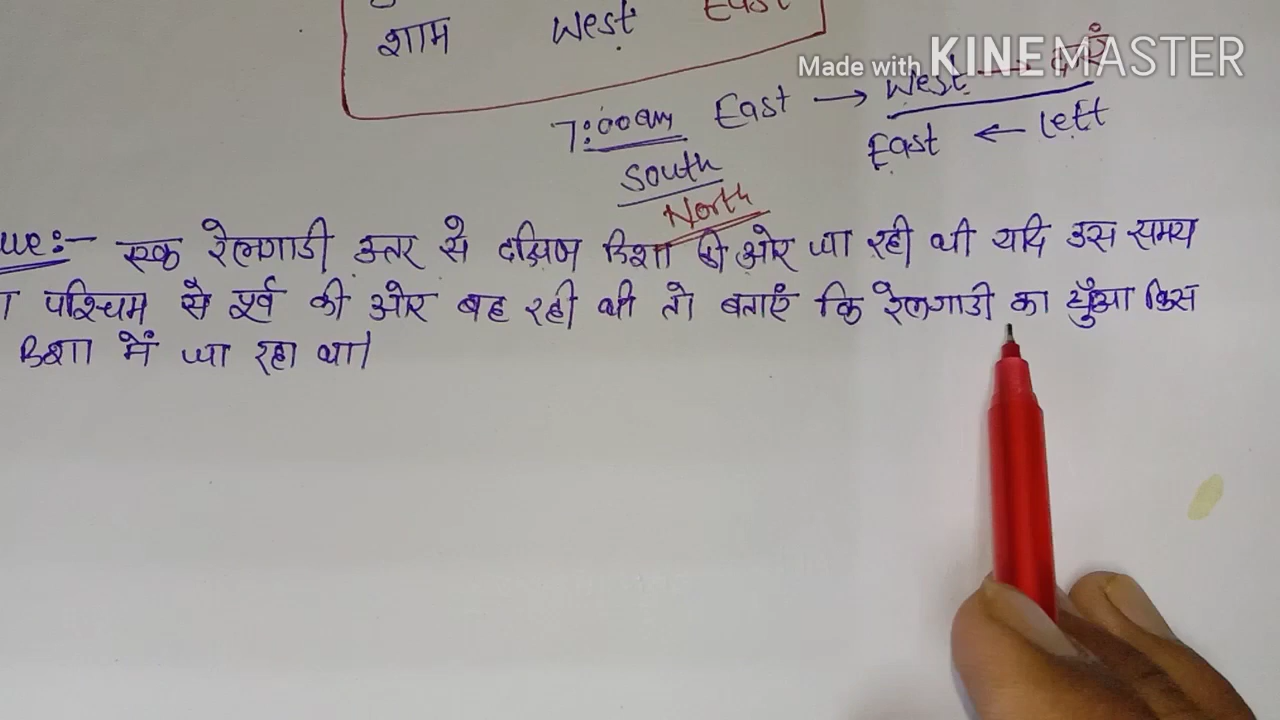 शाम West East
Made with KINEMASTER
7:00am East → West → दाएं
East ← Left
South
North
Que:- एक रेलगाडी उत्तर से दक्षिण दिशा की ओर जा रही थी यदि उस समय
पश्चिम से पूर्व की ओर बह रही थी तो बताएं कि रेलगाडी का धुँआ किस
दिशा में जा रहा था।